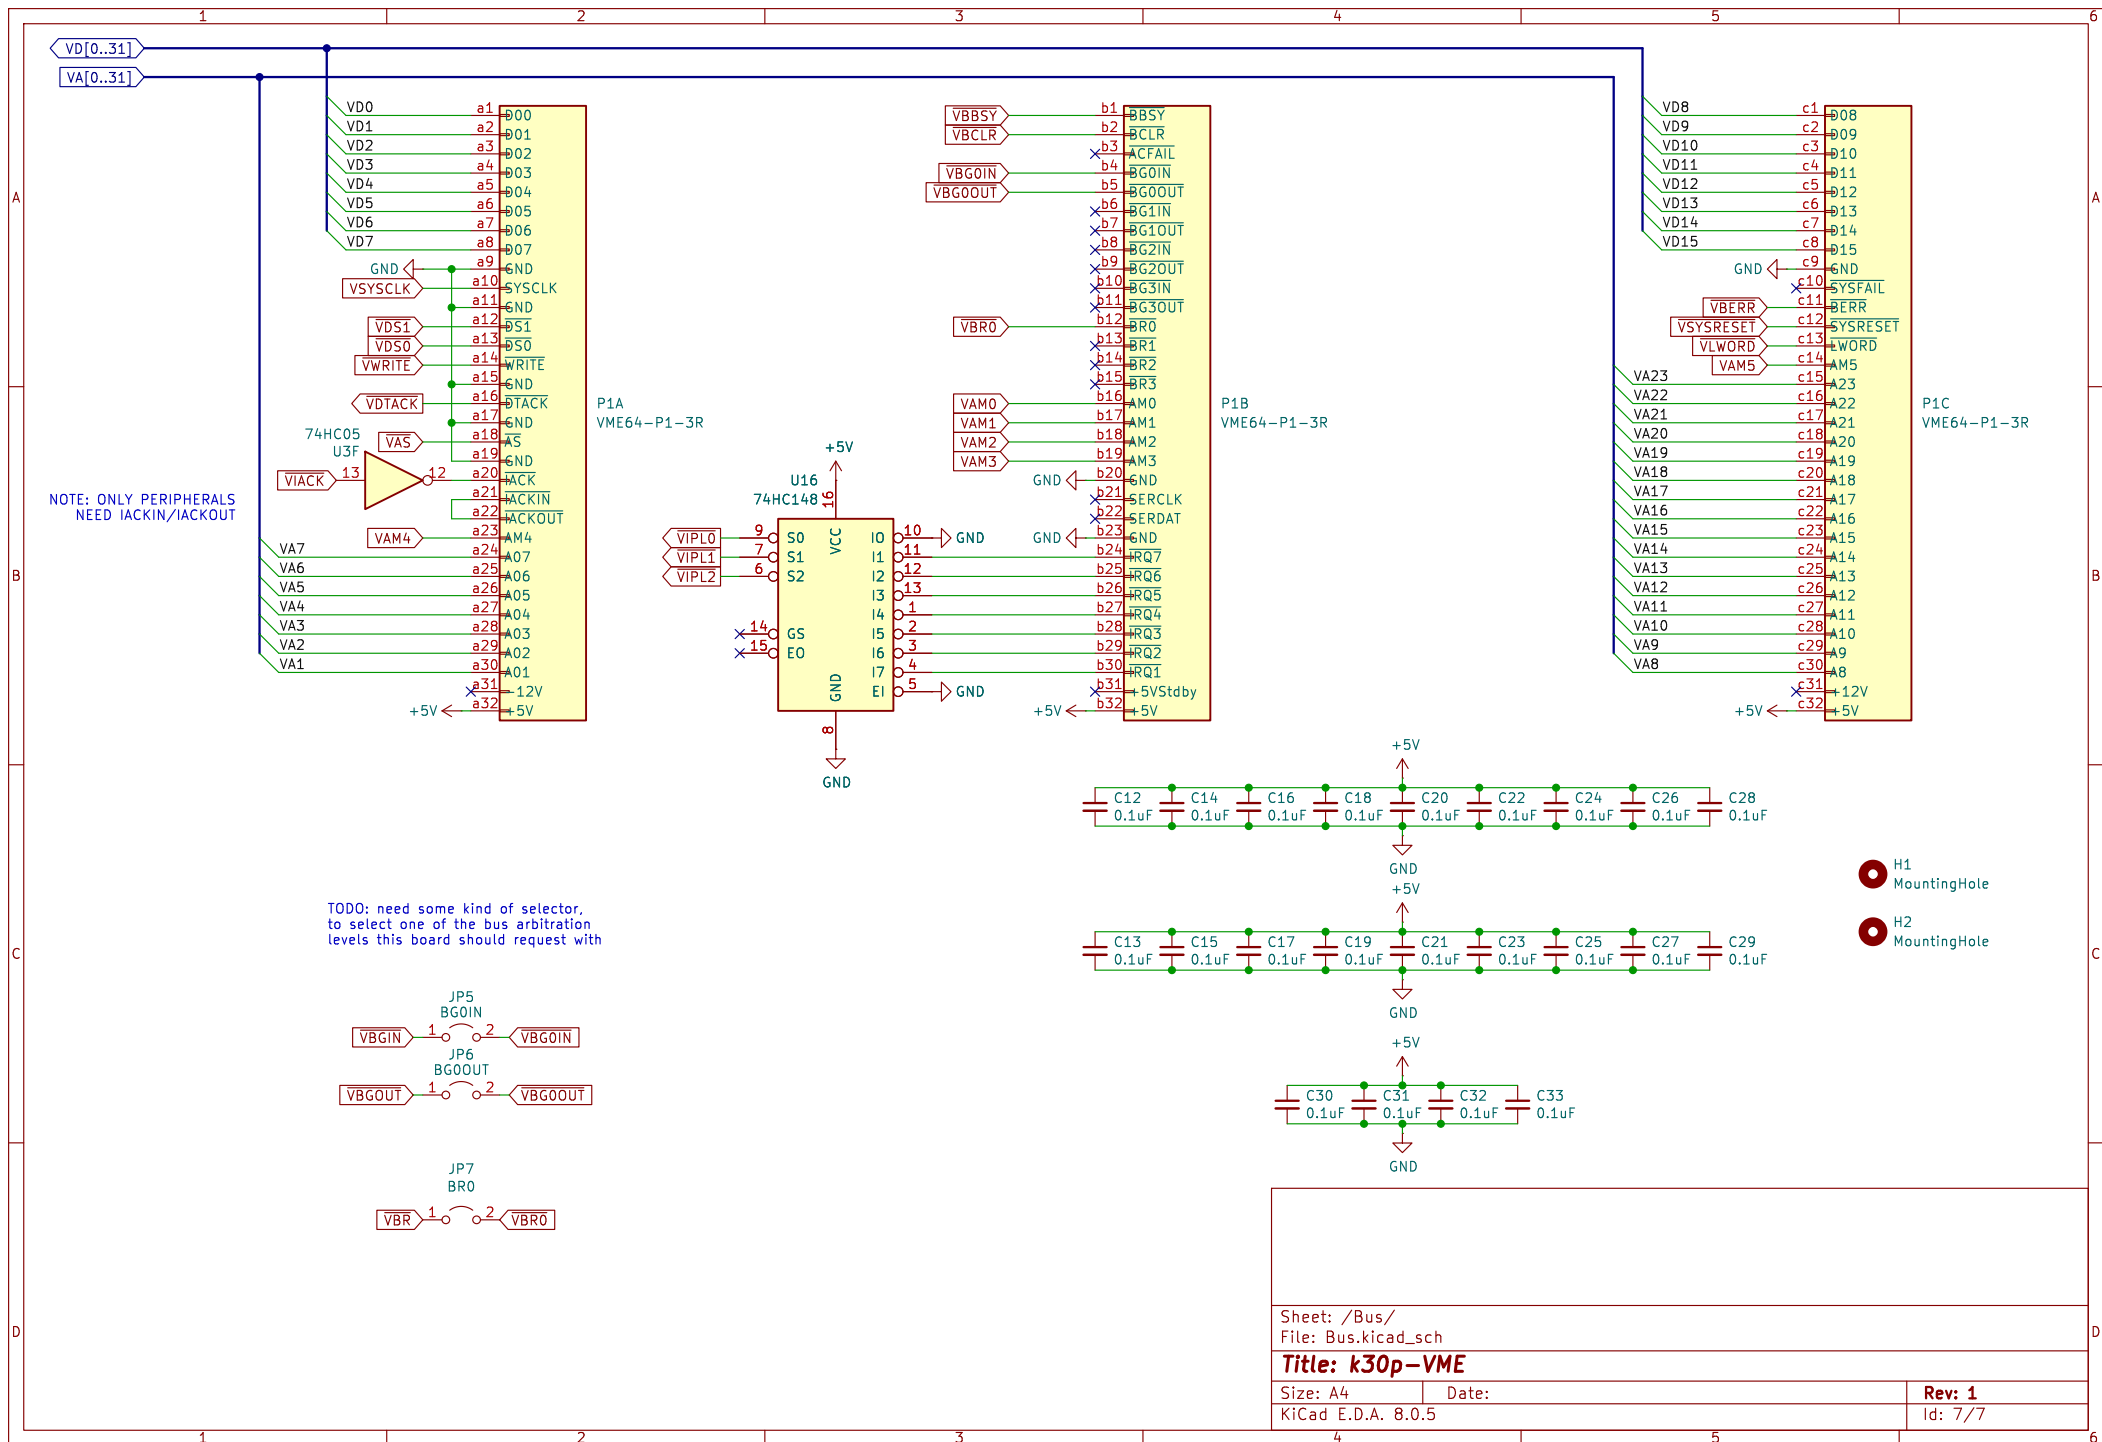 1 2 3 4 5 6
VD[0..31]
VA[0..31]
VD0 a1 D00
VD1 a2 D01
VD2 a3 D02
VD3 a4 D03
VD4 a5 D04
VD5 a6 D05
VD6 a7 D06
VD7 a8 D07
GND a9 GND
VSYSCLK a10 SYSCLK
a11 GND
VDS1 a12 DS1
VDS0 a13 DS0
VWRITE a14 WRITE
a15 GND
VDTACK a16 DTACK
a17 GND
VAS a18 AS
a19 GND
74HC05
U3F
VIACK 13 12 a20 IACK
a21 IACKIN
a22 IACKOUT
VAM4 a23 AM4
VA7 a24 A07
VA6 a25 A06
VA5 a26 A05
VA4 a27 A04
VA3 a28 A03
VA2 a29 A02
VA1 a30 A01
a31 -12V
+5V a32 +5V
P1A
VME64-P1-3R
NOTE: ONLY PERIPHERALS
NEED IACKIN/IACKOUT
VBBSY b1 BBSY
VBCLR b2 BCLR
b3 ACFAIL
VBG0IN b4 BG0IN
VBG0OUT b5 BG0OUT
b6 BG1IN
b7 BG1OUT
b8 BG2IN
b9 BG2OUT
b10 BG3IN
b11 BG3OUT
VBR0 b12 BR0
b13 BR1
b14 BR2
b15 BR3
VAM0 b16 AM0
VAM1 b17 AM1
VAM2 b18 AM2
VAM3 b19 AM3
GND b20 GND
b21 SERCLK
b22 SERDAT
GND b23 GND
b24 IRQ7
b25 IRQ6
b26 IRQ5
b27 IRQ4
b28 IRQ3
b29 IRQ2
b30 IRQ1
b31 +5VStdby
+5V b32 +5V
P1B
VME64-P1-3R
+5V
U16
74HC148
16
VCC
VIPL0 9 S0 I0 10 GND
VIPL1 7 S1 I1 11
VIPL2 6 S2 I2 12
I3 13
I4 1
14 GS I5 2
15 EO I6 3
I7 4
GND EI 5 GND
8
GND
VD8 c1 D08
VD9 c2 D09
VD10 c3 D10
VD11 c4 D11
VD12 c5 D12
VD13 c6 D13
VD14 c7 D14
VD15 c8 D15
GND c9 GND
c10 SYSFAIL
VBERR c11 BERR
VSYSRESET c12 SYSRESET
VLWORD c13 LWORD
VAM5 c14 AM5
VA23 c15 A23
VA22 c16 A22
VA21 c17 A21
VA20 c18 A20
VA19 c19 A19
VA18 c20 A18
VA17 c21 A17
VA16 c22 A16
VA15 c23 A15
VA14 c24 A14
VA13 c25 A13
VA12 c26 A12
VA11 c27 A11
VA10 c28 A10
VA9 c29 A9
VA8 c30 A8
c31 +12V
+5V c32 +5V
P1C
VME64-P1-3R
A A
B B
C C
D D
+5V
C12 C14 C16 C18 C20 C22 C24 C26 C28
0.1uF 0.1uF 0.1uF 0.1uF 0.1uF 0.1uF 0.1uF 0.1uF 0.1uF
GND
+5V
C13 C15 C17 C19 C21 C23 C25 C27 C29
0.1uF 0.1uF 0.1uF 0.1uF 0.1uF 0.1uF 0.1uF 0.1uF 0.1uF
GND
+5V
C30 C31 C32 C33
0.1uF 0.1uF 0.1uF 0.1uF
GND
H1
MountingHole
H2
MountingHole
TODO: need some kind of selector,
to select one of the bus arbitration
levels this board should request with
JP5
BG0IN
VBGIN 1 2 VBG0IN
JP6
BG0OUT
VBGOUT 1 2 VBG0OUT
JP7
BR0
VBR 1 2 VBR0
Sheet: /Bus/
File: Bus.kicad_sch
Title: k30p-VME
Size: A4 Date: Rev: 1
KiCad E.D.A. 8.0.5 Id: 7/7
1 2 3 4 5 6